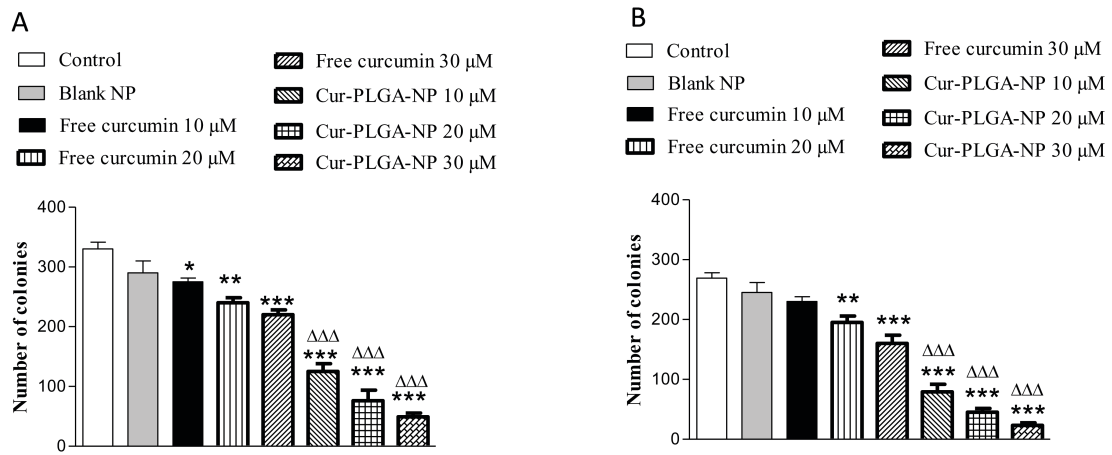 A
Control
Blank NP
Free curcumin 10 μM
Free curcumin 20 μM
Free curcumin 30 μM
Cur-PLGA-NP 10 μM
Cur-PLGA-NP 20 μM
Cur-PLGA-NP 30 μM
Number of colonies
400
300
200
100
0
*
**
***
ΔΔΔ
***
ΔΔΔ
***
ΔΔΔ
***
B
Control
Blank NP
Free curcumin 10 μM
Free curcumin 20 μM
Free curcumin 30 μM
Cur-PLGA-NP 10 μM
Cur-PLGA-NP 20 μM
Cur-PLGA-NP 30 μM
Number of colonies
400
300
200
100
0
**
***
ΔΔΔ
***
ΔΔΔ
***
ΔΔΔ
***